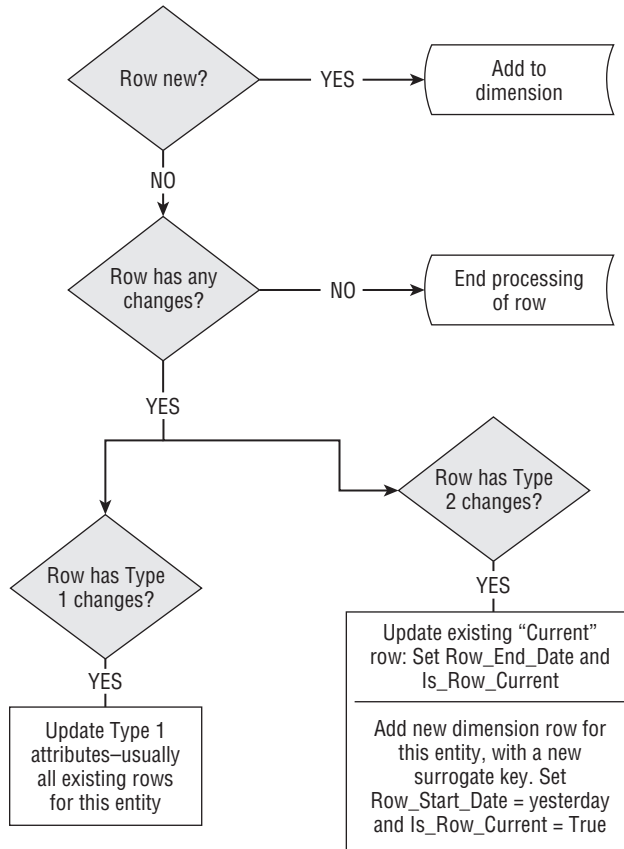 Row new?
YES
Add to
dimension
NO
Row has any
changes?
NO
End processing
of row
YES
Row has Type
2 changes?
Row has Type
1 changes?
YES
YES
Update existing “Current”
row: Set Row_End_Date and
Is_Row_Current
Update Type 1
attributes–usually
all existing rows
for this entity
Add new dimension row for
this entity, with a new
surrogate key. Set
Row_Start_Date = yesterday
and Is_Row_Current = True